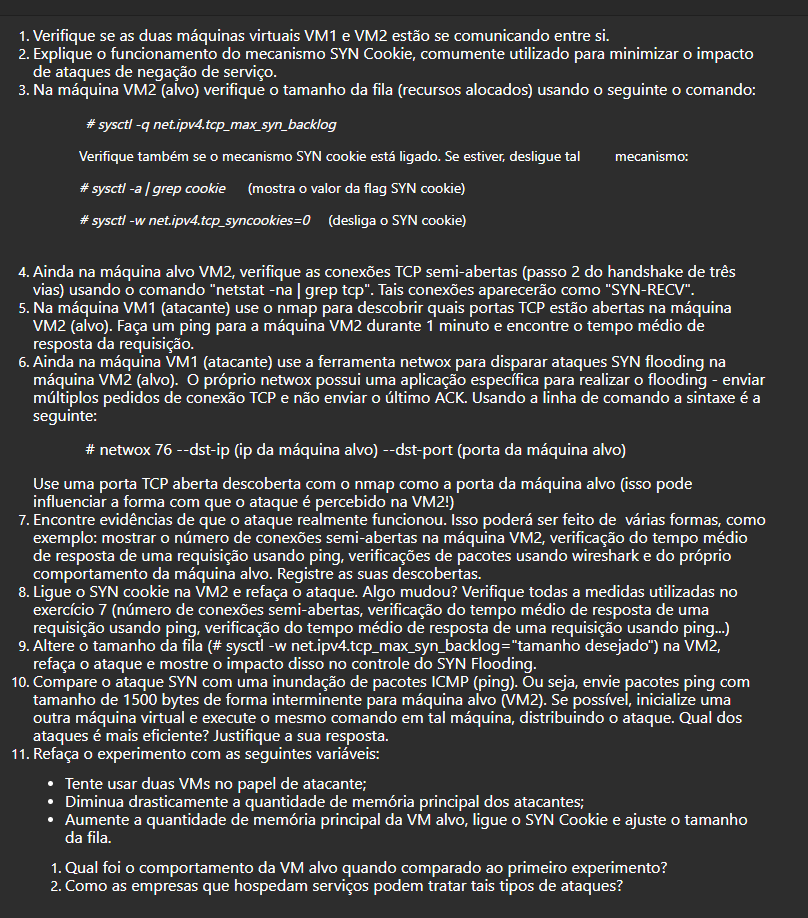 1. Verifique se as duas máquinas virtuais VM1 e VM2 estão se comunicando entre si.
2. Explique o funcionamento do mecanismo SYN Cookie, comumente utilizado para minimizar o impacto
de ataques de negação de serviço.
3. Na máquina VM2 (alvo) verifique o tamanho da fila (recursos alocados) usando o seguinte o comando:
# sysctl -q net.ipv4.tcp_max_syn_backlog
Verifique também se o mecanismo SYN cookie está ligado. Se estiver, desligue tal mecanismo:
# sysctl -a | grep cookie (mostra o valor da flag SYN cookie)
# sysctl -w net.ipv4.tcp_syncookies=0 (desliga o SYN cookie)
4. Ainda na máquina alvo VM2, verifique as conexões TCP semi-abertas (passo 2 do handshake de três
vias) usando o comando "netstat -na | grep tcp". Tais conexões aparecerão como "SYN-RECV".
5. Na máquina VM1 (atacante) use o nmap para descobrir quais portas TCP estão abertas na máquina
VM2 (alvo). Faça um ping para a máquina VM2 durante 1 minuto e encontre o tempo médio de
resposta da requisição.
6. Ainda na máquina VM1 (atacante) use a ferramenta netwox para disparar ataques SYN flooding na
máquina VM2 (alvo). O próprio netwox possui uma aplicação específica para realizar o flooding - enviar
múltiplos pedidos de conexão TCP e não enviar o último ACK. Usando a linha de comando a sintaxe é a
seguinte:
# netwox 76 --dst-ip (ip da máquina alvo) --dst-port (porta da máquina alvo)
Use uma porta TCP aberta descoberta com o nmap como a porta da máquina alvo (isso pode
influenciar a forma com que o ataque é percebido na VM2!)
7. Encontre evidências de que o ataque realmente funcionou. Isso poderá ser feito de várias formas, como
exemplo: mostrar o número de conexões semi-abertas na máquina VM2, verificação do tempo médio
de resposta de uma requisição usando ping, verificações de pacotes usando wireshark e do próprio
comportamento da máquina alvo. Registre as suas descobertas.
8. Ligue o SYN cookie na VM2 e refaça o ataque. Algo mudou? Verifique todas a medidas utilizadas no
exercício 7 (número de conexões semi-abertas, verificação do tempo médio de resposta de uma
requisição usando ping, verificação do tempo médio de resposta de uma requisição usando ping...)
9. Altere o tamanho da fila (# sysctl -w net.ipv4.tcp_max_syn_backlog="tamanho desejado") na VM2,
refaça o ataque e mostre o impacto disso no controle do SYN Flooding.
10. Compare o ataque SYN com uma inundação de pacotes ICMP (ping). Ou seja, envie pacotes ping com
tamanho de 1500 bytes de forma interminente para máquina alvo (VM2). Se possível, inicialize uma
outra máquina virtual e execute o mesmo comando em tal máquina, distribuindo o ataque. Qual dos
ataques é mais eficiente? Justifique a sua resposta.
11. Refaça o experimento com as seguintes variáveis:
• Tente usar duas VMs no papel de atacante;
• Diminua drasticamente a quantidade de memória principal dos atacantes;
• Aumente a quantidade de memória principal da VM alvo, ligue o SYN Cookie e ajuste o tamanho
da fila.
1. Qual foi o comportamento da VM alvo quando comparado ao primeiro experimento?
2. Como as empresas que hospedam serviços podem tratar tais tipos de ataques?